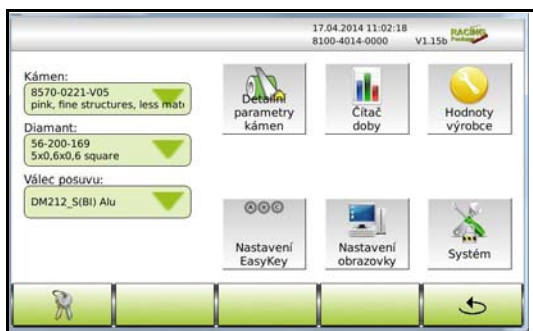 17.04.2014 11:02:18
8100-4014-0000 V1.15b
RACING
Kámen:
8570-0221-V05
pink, fine structures, less mat
Diamant:
56-200-169
5x0,6x0,6 square
Válec posuvu:
DM212_S(BI) Alu
Detailní
parametry
kámen
Čítač
doby
Hodnoty
výrobce
A B C
Nastavení
EasyKey
Nastavení
obrazovky
Systém